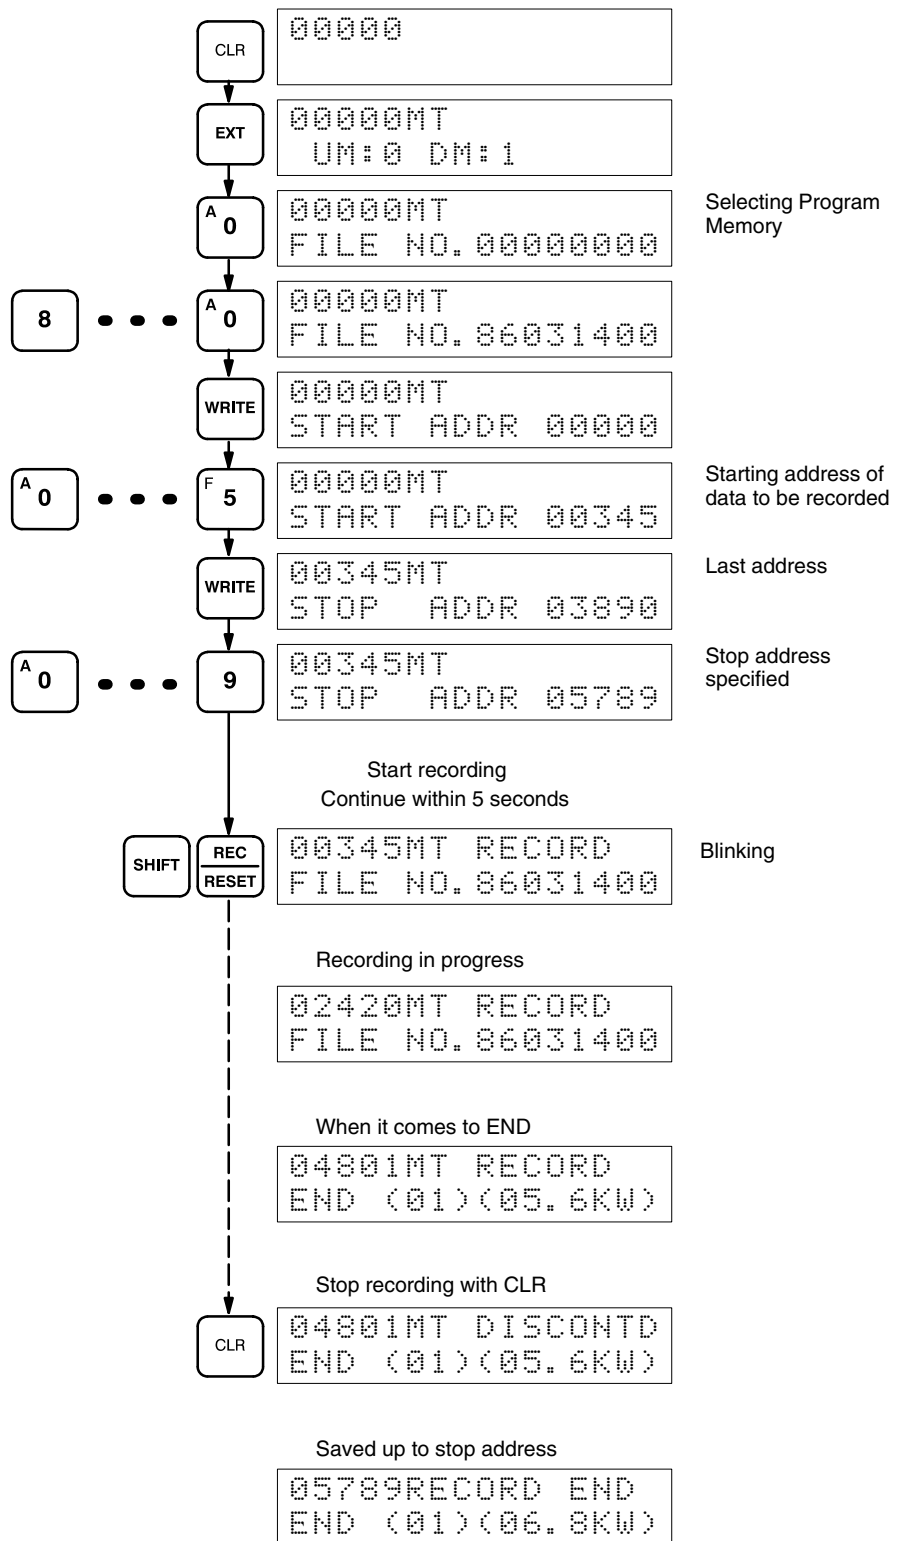 CLR
00000
EXT
00000MT
UM:0 DM:1
A 0
00000MT
FILE NO.00000000
Selecting Program
Memory
8
A 0
00000MT
FILE NO.86031400
WRITE
00000MT
START ADDR 00000
A 0
F 5
00000MT
START ADDR 00345
Starting address of
data to be recorded
WRITE
00345MT
STOP ADDR 03890
Last address
A 0
9
00345MT
STOP ADDR 05789
Stop address
specified
Start recording
Continue within 5 seconds
SHIFT
REC
RESET
00345MT RECORD
FILE NO.86031400
Blinking
Recording in progress
02420MT RECORD
FILE NO.86031400
When it comes to END
04801MT RECORD
END (01)(05.6KW)
Stop recording with CLR
CLR
04801MT DISCONTD
END (01)(05.6KW)
Saved up to stop address
05789RECORD END
END (01)(06.8KW)